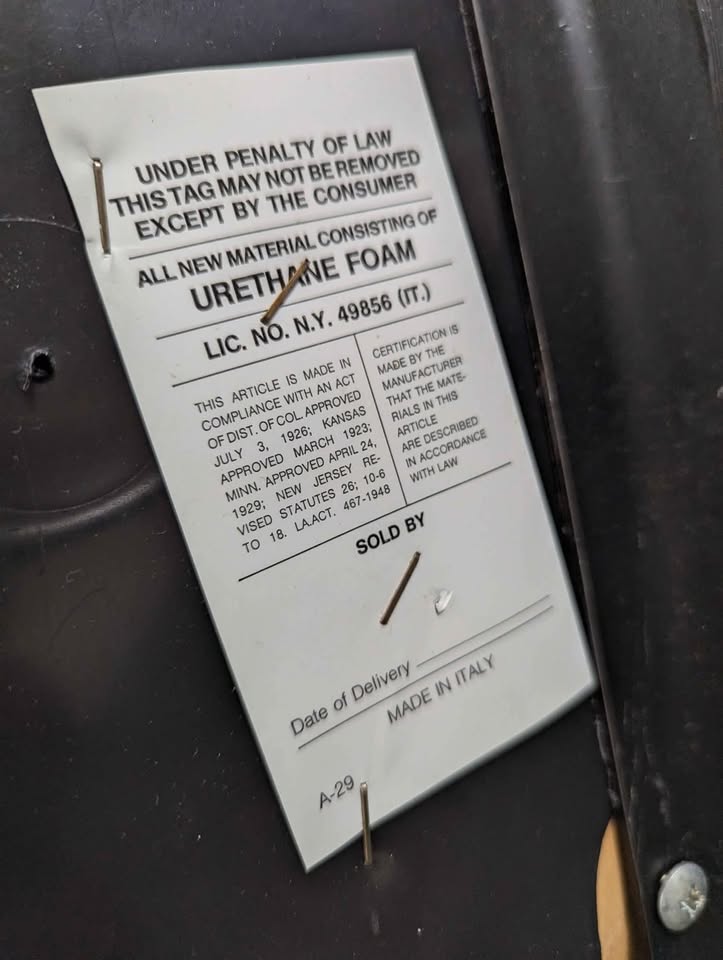 UNDER PENALTY OF LAW
THIS TAG MAY NOT BE REMOVED
EXCEPT BY THE CONSUMER
ALL NEW MATERIAL CONSISTING OF
URETHANE FOAM
LIC. NO. N.Y. 49856 (IT.)
THIS ARTICLE IS MADE IN
COMPLIANCE WITH AN ACT
OF DIST. OF COL. APPROVED
JULY 3, 1926; KANSAS
APPROVED MARCH 1923;
MINN. APPROVED APRIL 24,
1929; NEW JERSEY RE-
VISED STATUTES 26; 10-6
TO 18. LA.ACT. 467-1948
CERTIFICATION IS
MADE BY THE
MANUFACTURER
THAT THE MATE-
RIALS IN THIS
ARTICLE
ARE DESCRIBED
IN ACCORDANCE
WITH LAW
SOLD BY
Date of Delivery
MADE IN ITALY
A-29